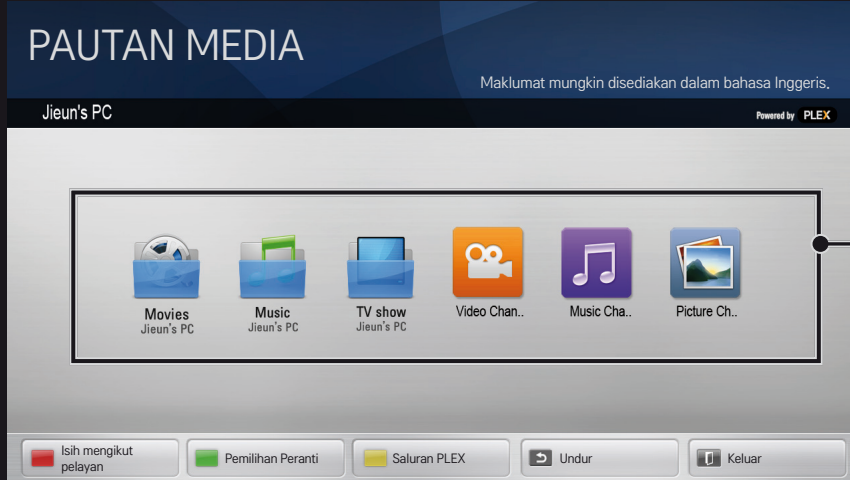 PAUTAN MEDIA
Maklumat mungkin disediakan dalam bahasa Inggeris.
Jieun's PC
Powered by PLEX
Movies
Jieun's PC
Music
Jieun's PC
TV show
Jieun's PC
Video Chan..
Music Cha..
Picture Ch..
Isih mengikut
pelayan
Pemilihan Peranti
Saluran PLEX
Undur
Keluar